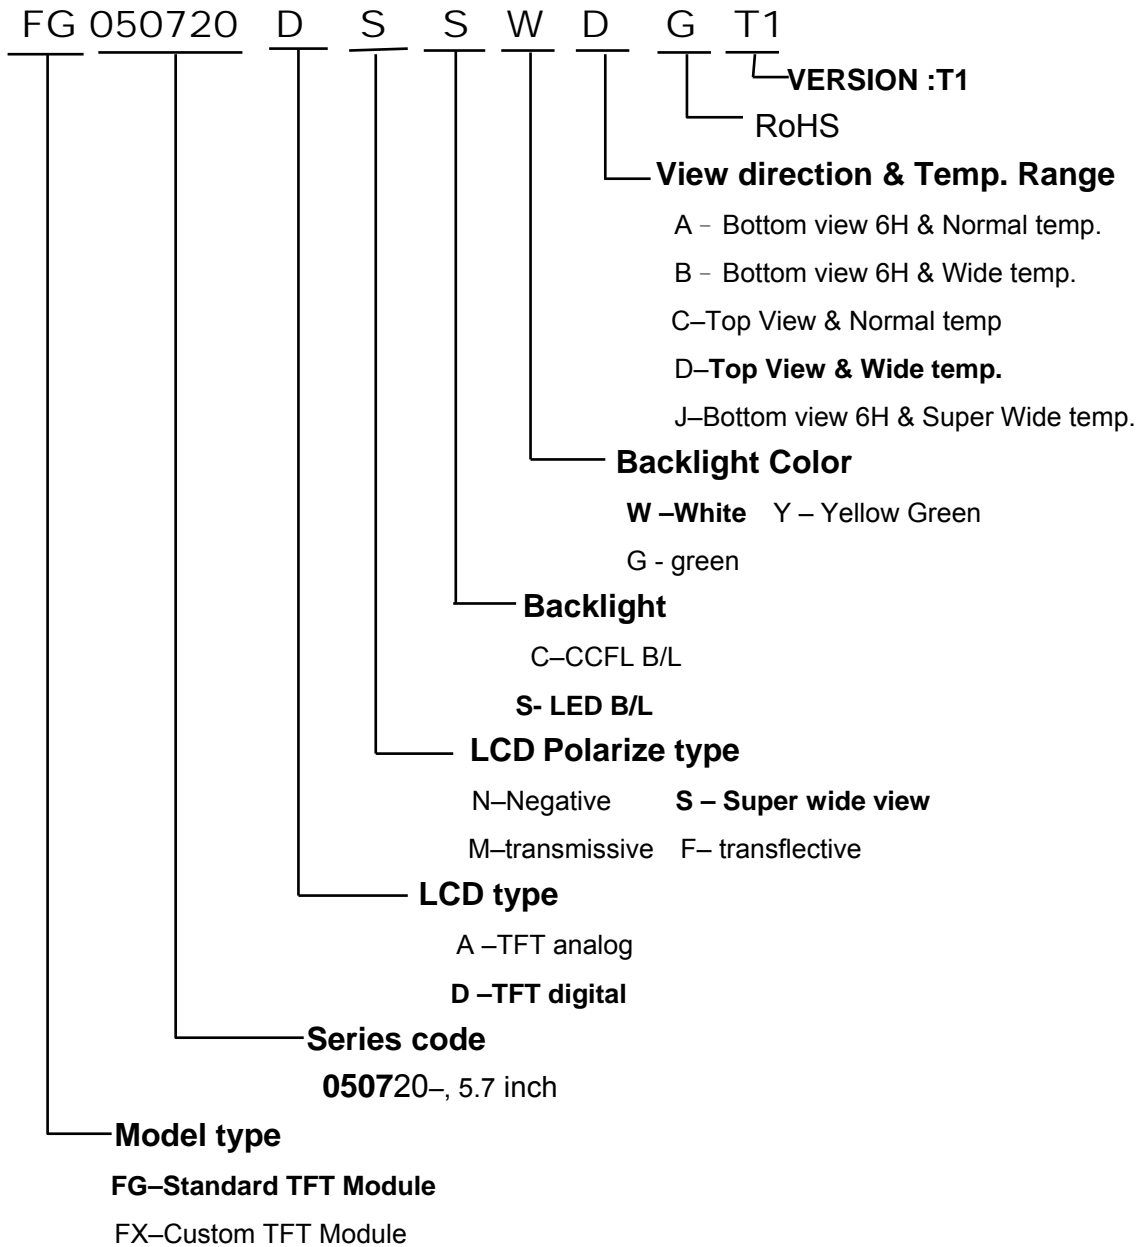 FG 050720 D S S W D G T1
VERSION :T1
RoHS
View direction & Temp. Range
A – Bottom view 6H & Normal temp.
B – Bottom view 6H & Wide temp.
C–Top View & Normal temp
D–Top View & Wide temp.
J–Bottom view 6H & Super Wide temp.
Backlight Color
W –White Y – Yellow Green
G - green
Backlight
C–CCFL B/L
S- LED B/L
LCD Polarize type
N–Negative S – Super wide view
M–transmissive F– transflective
LCD type
A –TFT analog
D –TFT digital
Series code
050720–, 5.7 inch
Model type
FG–Standard TFT Module
FX–Custom TFT Module